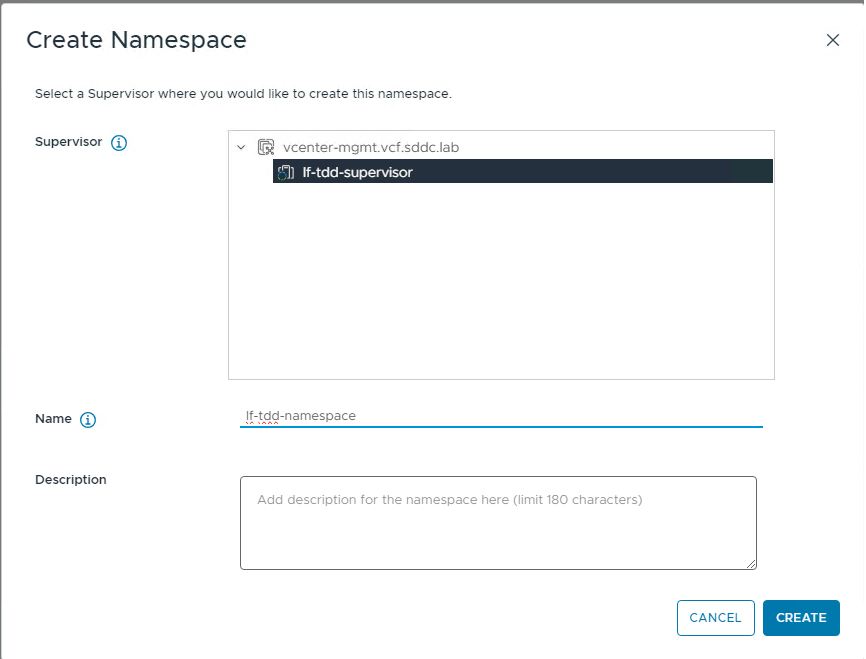 Create Namespace
Select a Supervisor where you would like to create this namespace.
Supervisor
vcenter-mgmt.vcf.sddc.lab
lf-tdd-supervisor
Name
lf-tdd-namespace
Description
Add description for the namespace here (limit 180 characters)
CANCEL
CREATE